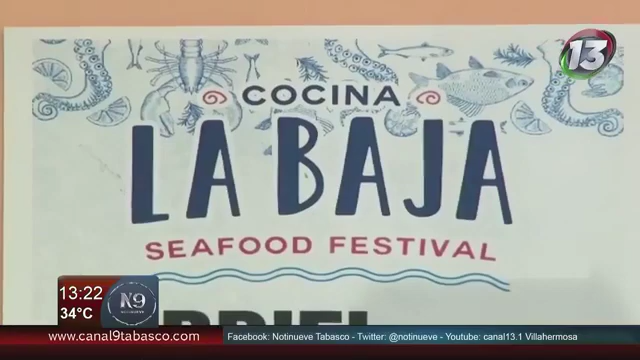 13
COCINA
LA BAJA
SEAFOOD FESTIVAL
13:22
34°C
N9
www.canal9tabasco.com
Facebook: Notinueve Tabasco - Twitter: @notinueve - Youtube: canal13.1 Villahermosa